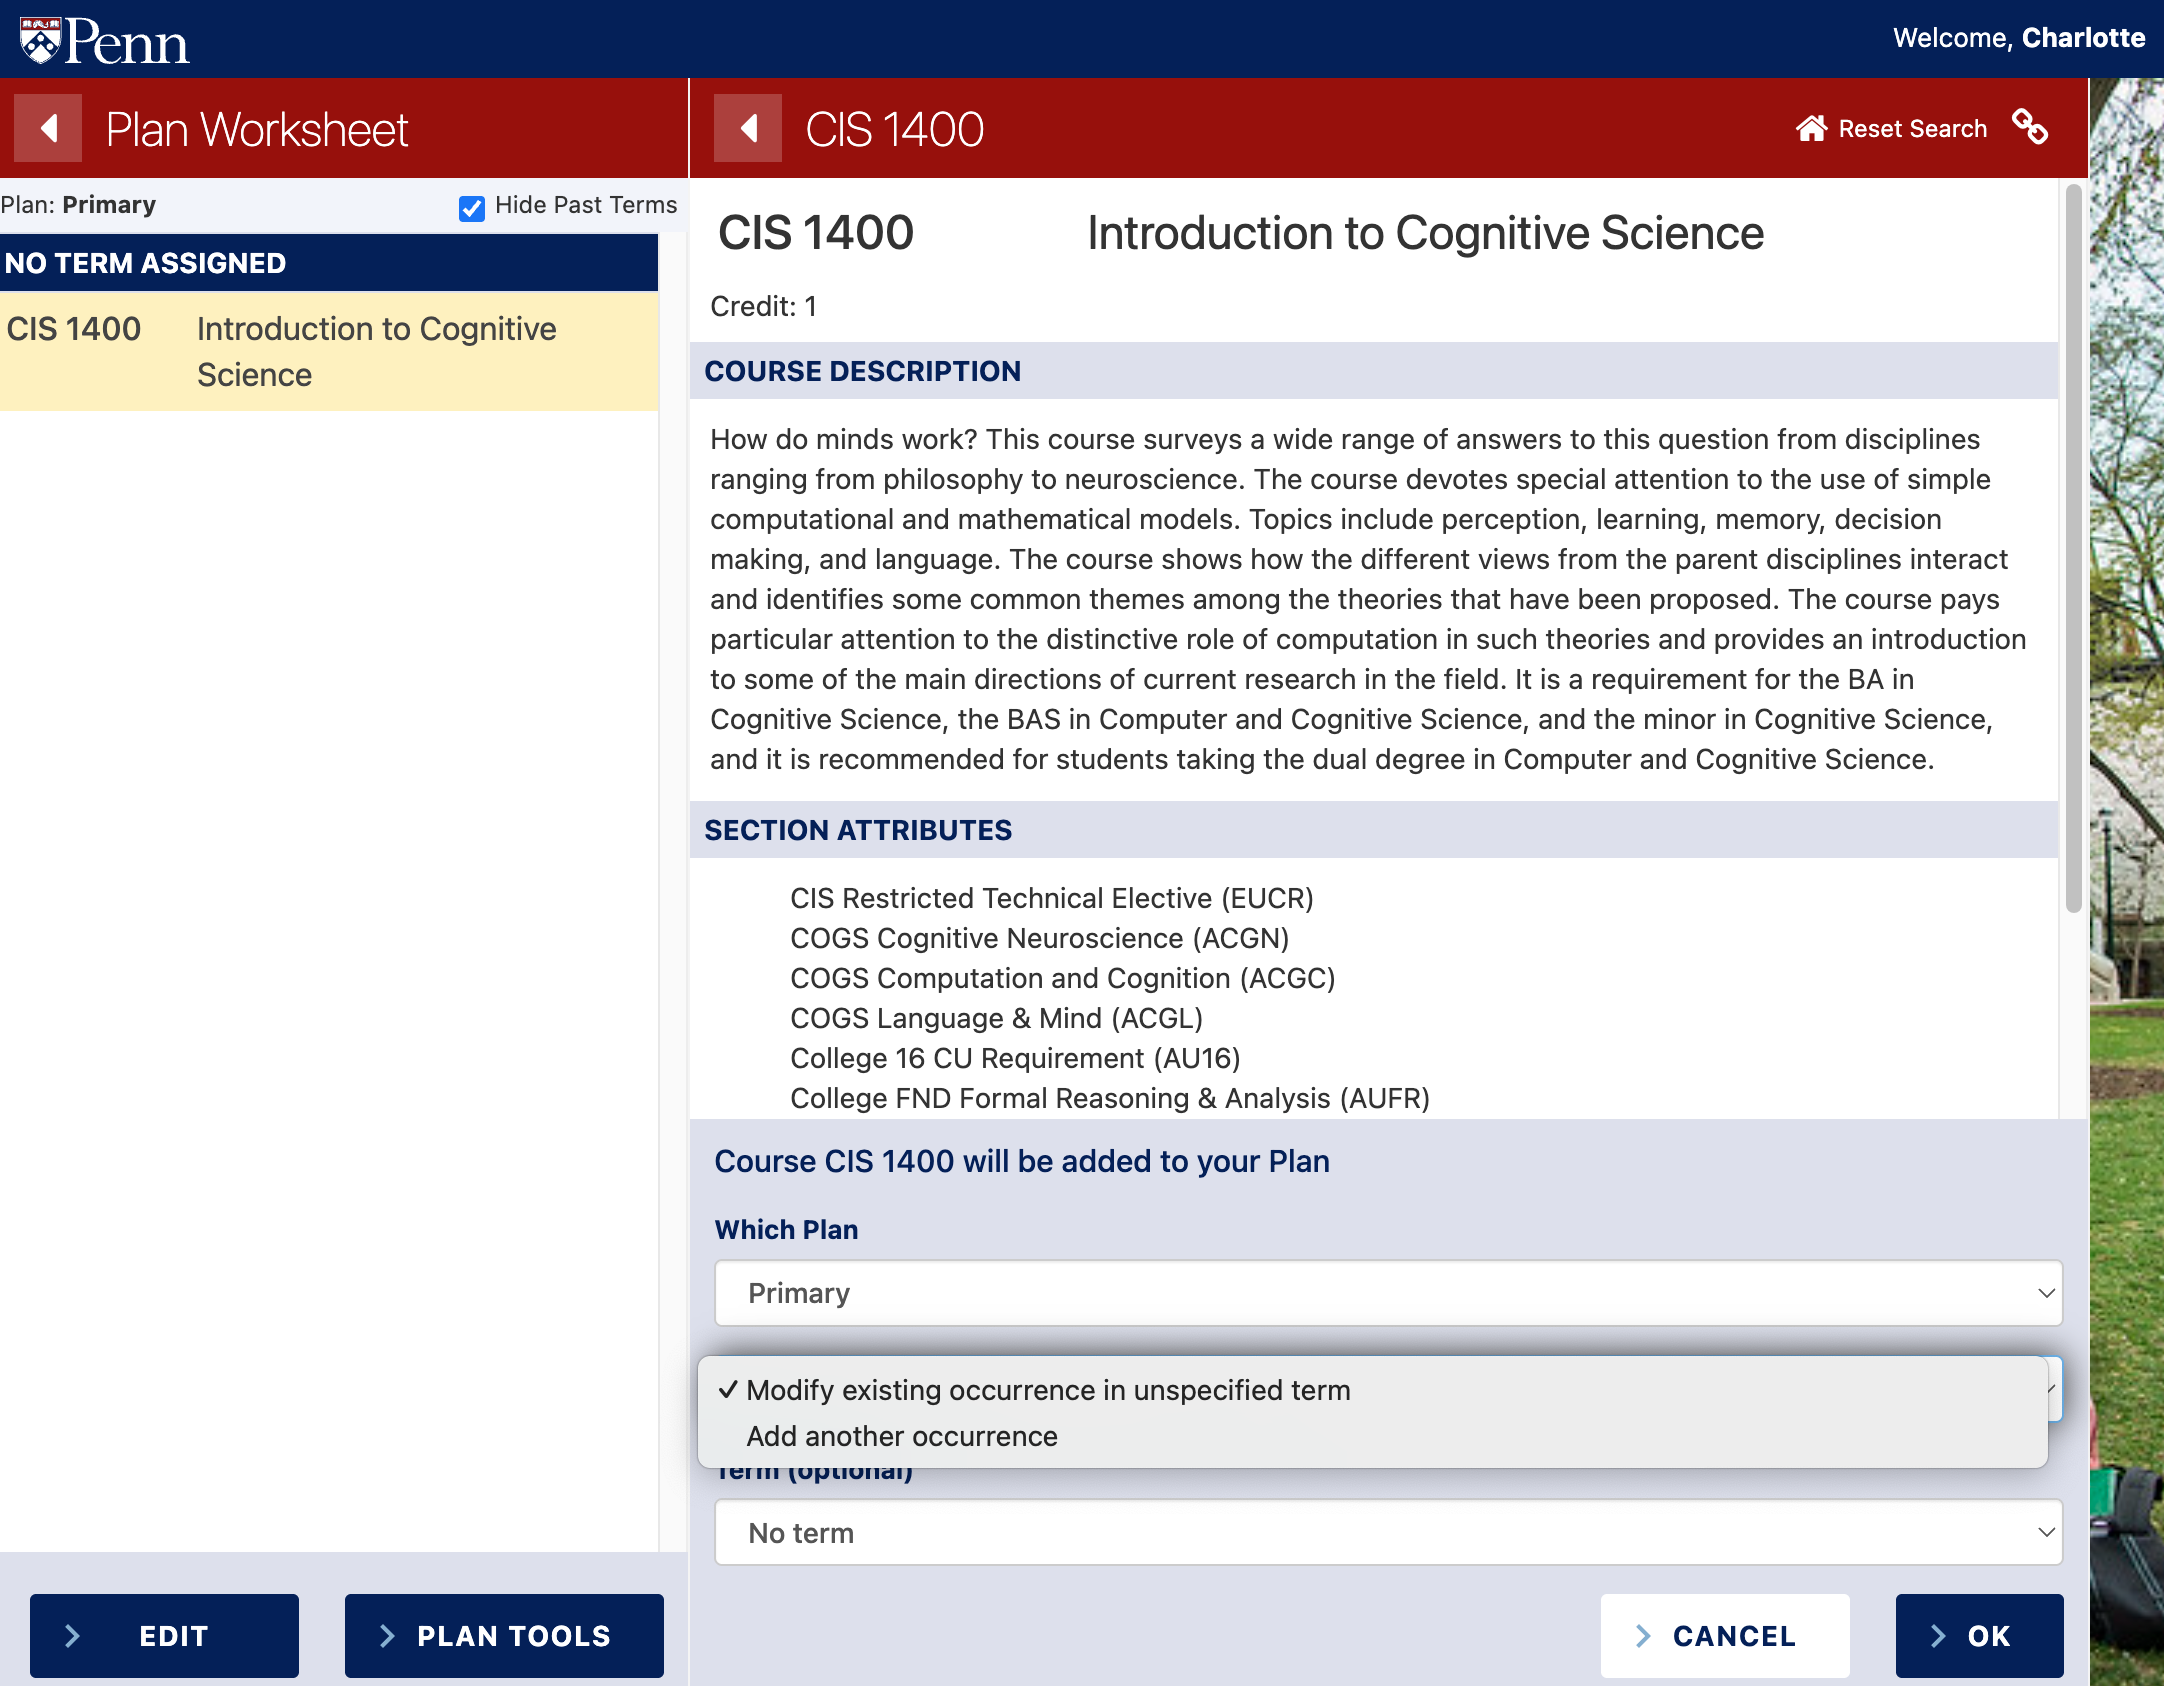 Penn
Welcome, Charlotte
Plan Worksheet
CIS 1400
Reset Search
Plan: Primary
Hide Past Terms
NO TERM ASSIGNED
CIS 1400
Introduction to Cognitive
Science
CIS 1400
Introduction to Cognitive Science
Credit: 1
COURSE DESCRIPTION
How do minds work? This course surveys a wide range of answers to this question from disciplines
ranging from philosophy to neuroscience. The course devotes special attention to the use of simple
computational and mathematical models. Topics include perception, learning, memory, decision
making, and language. The course shows how the different views from the parent disciplines interact
and identifies some common themes among the theories that have been proposed. The course pays
particular attention to the distinctive role of computation in such theories and provides an introduction
to some of the main directions of current research in the field. It is a requirement for the BA in
Cognitive Science, the BAS in Computer and Cognitive Science, and the minor in Cognitive Science,
and it is recommended for students taking the dual degree in Computer and Cognitive Science.
SECTION ATTRIBUTES
CIS Restricted Technical Elective (EUCR)
COGS Cognitive Neuroscience (ACGN)
COGS Computation and Cognition (ACGC)
COGS Language & Mind (ACGL)
College 16 CU Requirement (AU16)
College FND Formal Reasoning & Analysis (AUFR)
Course CIS 1400 will be added to your Plan
Which Plan
Primary
✓ Modify existing occurrence in unspecified term
Add another occurrence
Term (optional)
No term
EDIT
PLAN TOOLS
CANCEL
OK